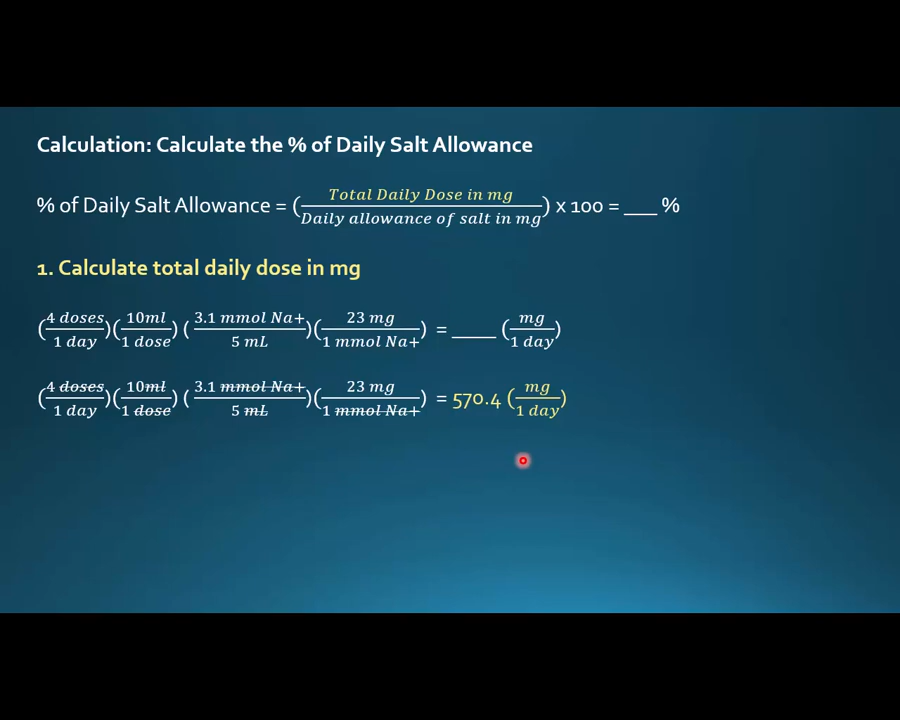 Calculation: Calculate the % of Daily Salt Allowance
% of Daily Salt Allowance = (Total Daily Dose in mg / Daily allowance of salt in mg) x 100 = ___ %
1. Calculate total daily dose in mg
(4 doses / 1 day)(10ml / 1 dose) (3.1 mmol Na+ / 5 mL)(23 mg / 1 mmol Na+) = _____ (mg / 1 day)
(4 doses / 1 day)(10ml / 1 dose) (3.1 mmol Na+ / 5 mL)(23 mg / 1 mmol Na+) = 570.4 (mg / 1 day)